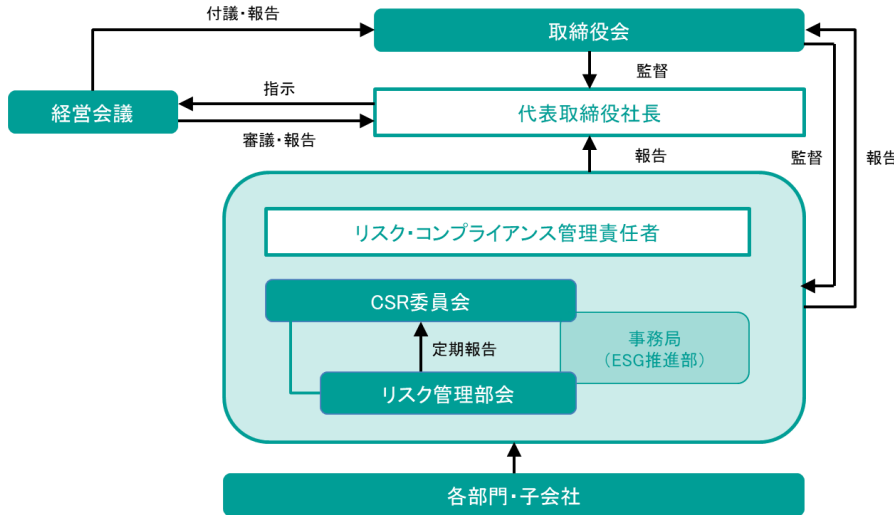 付議・報告
取締役会
監督
指示
経営会議
代表取締役社長
審議・報告
報告
監督
報告
リスク・コンプライアンス管理責任者
CSR委員会
事務局
（ESG推進部）
定期報告
リスク管理部会
各部門・子会社